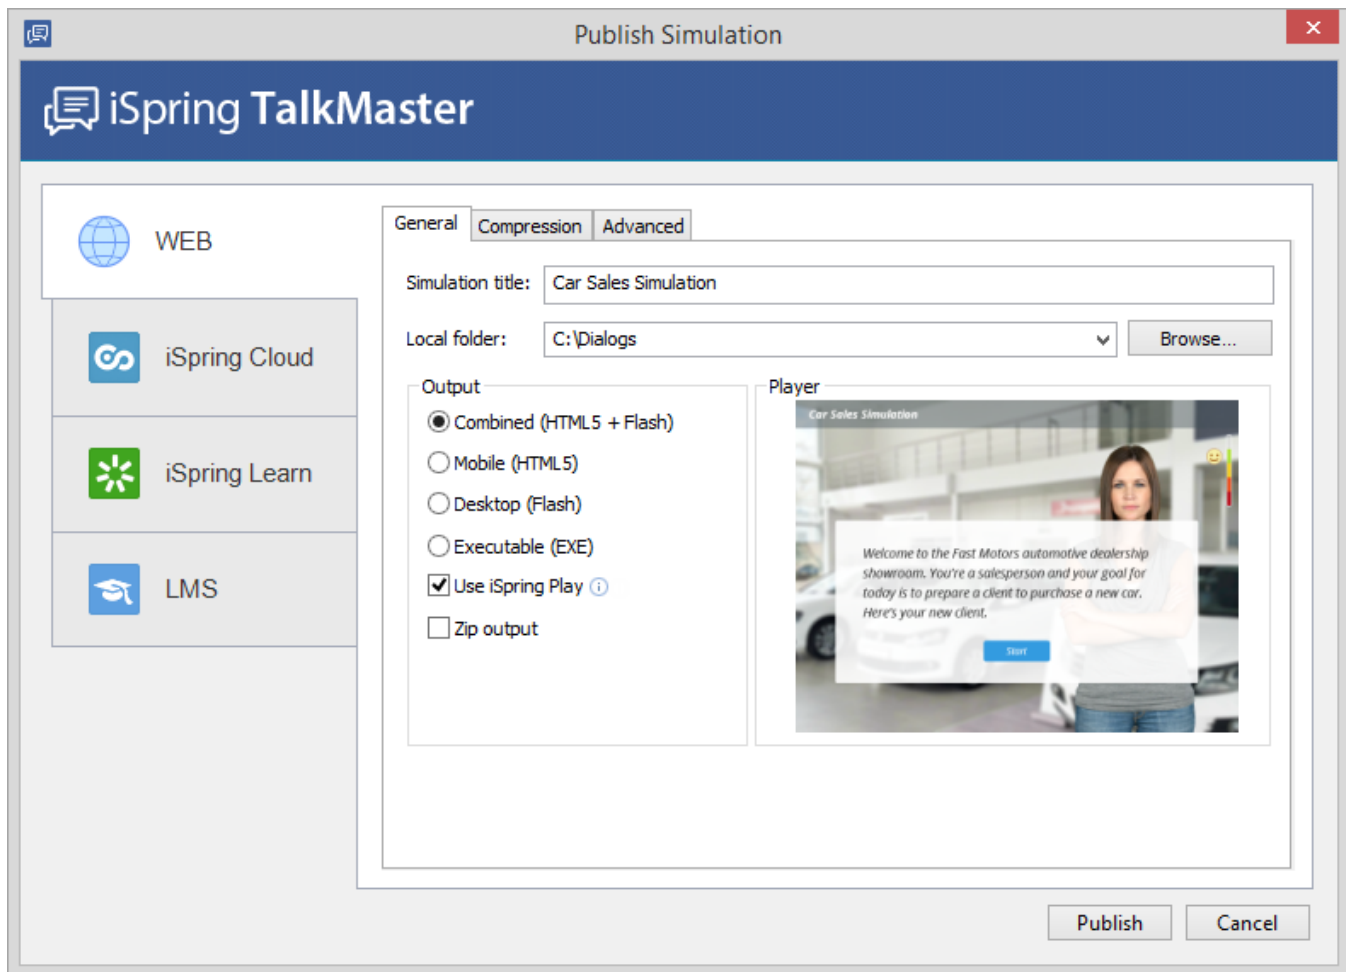 Publish Simulation
iSpring TalkMaster
WEB
iSpring Cloud
iSpring Learn
LMS
General Compression Advanced
Simulation title: Car Sales Simulation
Local folder: C:\Dialogs Browse...
Output
Combined (HTML5 + Flash)
Mobile (HTML5)
Desktop (Flash)
Executable (EXE)
Use iSpring Play
Zip output
Player
Car Sales Simulation
Welcome to the Fast Motors automotive dealership
showroom. You're a salesperson and your goal for
today is to prepare a client to purchase a new car.
Here's your new client.
Start
Publish Cancel